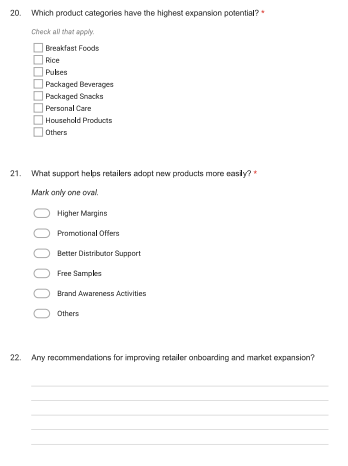 20. Which product categories have the highest expansion potential? *
Check all that apply.
Breakfast Foods
Rice
Pulses
Packaged Beverages
Packaged Snacks
Personal Care
Household Products
Others
21. What support helps retailers adopt new products more easily? *
Mark only one oval.
Higher Margins
Promotional Offers
Better Distributor Support
Free Samples
Brand Awareness Activities
Others
22. Any recommendations for improving retailer onboarding and market expansion?